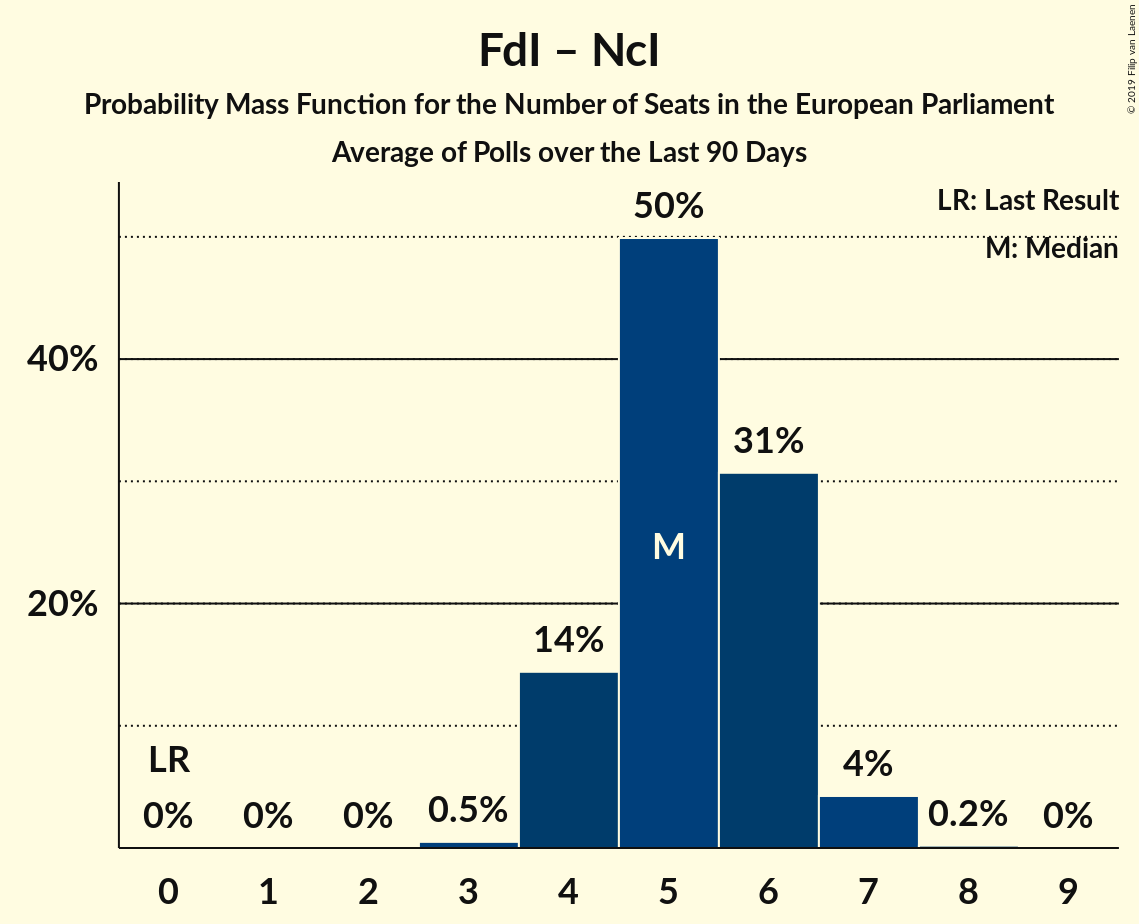 FdI – NcI
Probability Mass Function for the Number of Seats in the European Parliament
Average of Polls over the Last 90 Days
© 2019 Filip van Laenen
LR: Last Result
M: Median
50%
40%
31%
M
20%
14%
LR
4%
0%
0%
0%
0.5%
0.2%
0%
0
1
2
3
4
5
6
7
8
9